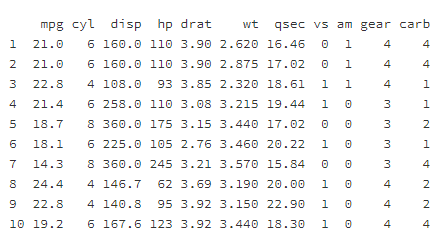 mpg cyl disp hp drat wt qsec vs am gear carb
1 21.0 6 160.0 110 3.90 2.620 16.46 0 1 4 4
2 21.0 6 160.0 110 3.90 2.875 17.02 0 1 4 4
3 22.8 4 108.0 93 3.85 2.320 18.61 1 1 4 1
4 21.4 6 258.0 110 3.08 3.215 19.44 1 0 3 1
5 18.7 8 360.0 175 3.15 3.440 17.02 0 0 3 2
6 18.1 6 225.0 105 2.76 3.460 20.22 1 0 3 1
7 14.3 8 360.0 245 3.21 3.570 15.84 0 0 3 4
8 24.4 4 146.7 62 3.69 3.190 20.00 1 0 4 2
9 22.8 4 140.8 95 3.92 3.150 22.90 1 0 4 2
10 19.2 6 167.6 123 3.92 3.440 18.30 1 0 4 4